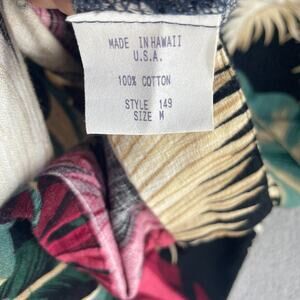 MADE IN HAWAII
U.S.A.
100% COTTON
STYLE 149
SIZE M